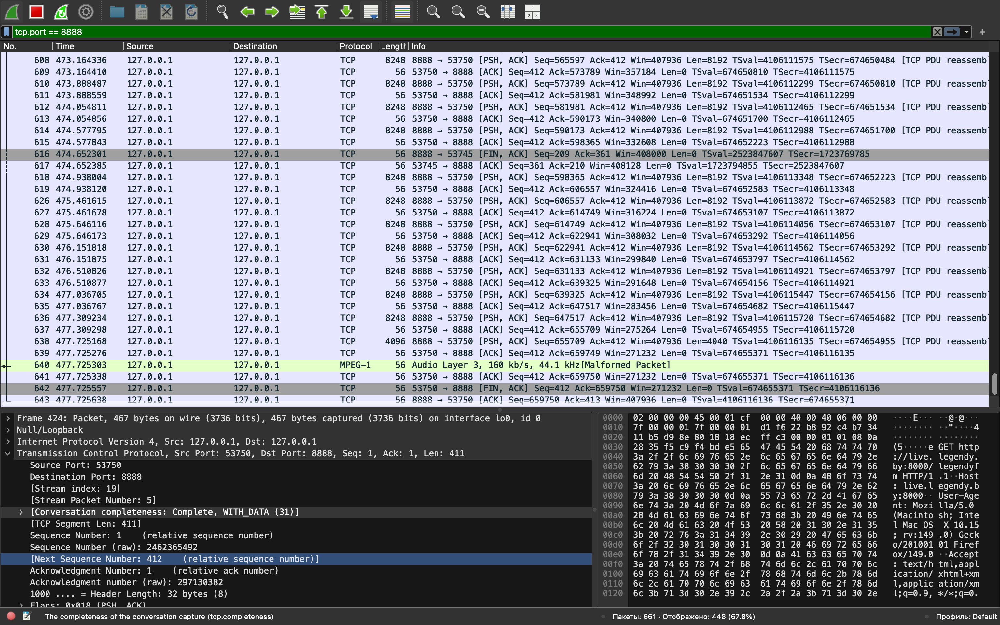 tcp.port == 8888
No. Time Source Destination Protocol Length Info
608 473.164336 127.0.0.1 127.0.0.1 TCP 8248 8888 → 53750 [PSH, ACK] Seq=565597 Ack=412 Win=407936 Len=8192 TSval=4106111575 TSecr=674650484 [TCP PDU reassembl
609 473.164410 127.0.0.1 127.0.0.1 TCP 56 53750 → 8888 [ACK] Seq=412 Ack=573789 Win=357184 Len=0 TSval=674650810 TSecr=4106111575
610 473.888487 127.0.0.1 127.0.0.1 TCP 8248 8888 → 53750 [PSH, ACK] Seq=573789 Ack=412 Win=407936 Len=8192 TSval=4106112299 TSecr=674650810 [TCP PDU reassembl
611 473.888559 127.0.0.1 127.0.0.1 TCP 56 53750 → 8888 [ACK] Seq=412 Ack=581981 Win=348992 Len=0 TSval=674651534 TSecr=4106112299
612 474.054811 127.0.0.1 127.0.0.1 TCP 8248 8888 → 53750 [PSH, ACK] Seq=581981 Ack=412 Win=407936 Len=8192 TSval=4106112465 TSecr=674651534 [TCP PDU reassembl
613 474.054856 127.0.0.1 127.0.0.1 TCP 56 53750 → 8888 [ACK] Seq=412 Ack=590173 Win=340800 Len=0 TSval=674651700 TSecr=4106112465
614 474.577795 127.0.0.1 127.0.0.1 TCP 8248 8888 → 53750 [PSH, ACK] Seq=590173 Ack=412 Win=407936 Len=8192 TSval=4106112988 TSecr=674651700 [TCP PDU reassembl
615 474.577843 127.0.0.1 127.0.0.1 TCP 56 53750 → 8888 [ACK] Seq=412 Ack=598365 Win=332608 Len=0 TSval=674652223 TSecr=4106112988
616 474.652301 127.0.0.1 127.0.0.1 TCP 56 8888 → 53745 [FIN, ACK] Seq=209 Ack=361 Win=408000 Len=0 TSval=2523847607 TSecr=1723769785
617 474.652385 127.0.0.1 127.0.0.1 TCP 56 53745 → 8888 [ACK] Seq=361 Ack=210 Win=408128 Len=0 TSval=1723794855 TSecr=2523847607
618 474.938004 127.0.0.1 127.0.0.1 TCP 8248 8888 → 53750 [PSH, ACK] Seq=598365 Ack=412 Win=407936 Len=8192 TSval=4106113348 TSecr=674652223 [TCP PDU reassembl
619 474.938120 127.0.0.1 127.0.0.1 TCP 56 53750 → 8888 [ACK] Seq=412 Ack=606557 Win=324416 Len=0 TSval=674652583 TSecr=4106113348
626 475.461615 127.0.0.1 127.0.0.1 TCP 8248 8888 → 53750 [PSH, ACK] Seq=606557 Ack=412 Win=407936 Len=8192 TSval=4106113872 TSecr=674652583 [TCP PDU reassembl
627 475.461678 127.0.0.1 127.0.0.1 TCP 56 53750 → 8888 [ACK] Seq=412 Ack=614749 Win=316224 Len=0 TSval=674653107 TSecr=4106113872
628 475.646116 127.0.0.1 127.0.0.1 TCP 8248 8888 → 53750 [PSH, ACK] Seq=614749 Ack=412 Win=407936 Len=8192 TSval=4106114056 TSecr=674653107 [TCP PDU reassembl
629 475.646173 127.0.0.1 127.0.0.1 TCP 56 53750 → 8888 [ACK] Seq=412 Ack=622941 Win=308032 Len=0 TSval=674653292 TSecr=4106114056
630 476.151818 127.0.0.1 127.0.0.1 TCP 8248 8888 → 53750 [PSH, ACK] Seq=622941 Ack=412 Win=407936 Len=8192 TSval=4106114562 TSecr=674653292 [TCP PDU reassembl
631 476.151875 127.0.0.1 127.0.0.1 TCP 56 53750 → 8888 [ACK] Seq=412 Ack=631133 Win=299840 Len=0 TSval=674653797 TSecr=4106114562
632 476.510826 127.0.0.1 127.0.0.1 TCP 8248 8888 → 53750 [PSH, ACK] Seq=631133 Ack=412 Win=407936 Len=8192 TSval=4106114921 TSecr=674653797 [TCP PDU reassembl
633 476.510877 127.0.0.1 127.0.0.1 TCP 56 53750 → 8888 [ACK] Seq=412 Ack=639325 Win=291648 Len=0 TSval=674654156 TSecr=4106114921
634 477.036705 127.0.0.1 127.0.0.1 TCP 8248 8888 → 53750 [PSH, ACK] Seq=639325 Ack=412 Win=407936 Len=8192 TSval=4106115447 TSecr=674654156 [TCP PDU reassembl
635 477.036767 127.0.0.1 127.0.0.1 TCP 56 53750 → 8888 [ACK] Seq=412 Ack=647517 Win=283456 Len=0 TSval=674654682 TSecr=4106115447
636 477.309234 127.0.0.1 127.0.0.1 TCP 8248 8888 → 53750 [PSH, ACK] Seq=647517 Ack=412 Win=407936 Len=8192 TSval=4106115720 TSecr=674654682 [TCP PDU reassembl
637 477.309298 127.0.0.1 127.0.0.1 TCP 56 53750 → 8888 [ACK] Seq=412 Ack=655709 Win=275264 Len=0 TSval=674654955 TSecr=4106115720
638 477.725168 127.0.0.1 127.0.0.1 TCP 4096 8888 → 53750 [PSH, ACK] Seq=655709 Ack=412 Win=407936 Len=4040 TSval=4106116135 TSecr=674654955 [TCP PDU reassembl
639 477.725276 127.0.0.1 127.0.0.1 TCP 56 53750 → 8888 [ACK] Seq=412 Ack=659749 Win=271232 Len=0 TSval=674655371 TSecr=4106116135
640 477.725303 127.0.0.1 127.0.0.1 MPEG-1 56 Audio Layer 3, 160 kb/s, 44.1 kHz[Malformed Packet]
641 477.725338 127.0.0.1 127.0.0.1 TCP 56 53750 → 8888 [ACK] Seq=412 Ack=659750 Win=271232 Len=0 TSval=674655371 TSecr=4106116136
642 477.725557 127.0.0.1 127.0.0.1 TCP 56 53750 → 8888 [FIN, ACK] Seq=412 Ack=659750 Win=271232 Len=0 TSval=674655371 TSecr=4106116136
643 477.725638 127.0.0.1 127.0.0.1 TCP 56 8888 → 53750 [ACK] Seq=659750 Ack=413 Win=407936 Len=0 TSval=4106116136 TSecr=674655371
Frame 424: Packet, 467 bytes on wire (3736 bits), 467 bytes captured (3736 bits) on interface lo0, id 0
Null/Loopback
Internet Protocol Version 4, Src: 127.0.0.1, Dst: 127.0.0.1
Transmission Control Protocol, Src Port: 53750, Dst Port: 8888, Seq: 1, Ack: 1, Len: 411
Source Port: 53750
Destination Port: 8888
[Stream index: 19]
[Stream Packet Number: 5]
[Conversation completeness: Complete, WITH_DATA (31)]
[TCP Segment Len: 411]
Sequence Number: 1 (relative sequence number)
Sequence Number (raw): 2462365492
[Next Sequence Number: 412 (relative sequence number)]
Acknowledgment Number: 1 (relative ack number)
Acknowledgment number (raw): 297130382
1000 .... = Header Length: 32 bytes (8)
Flags: 0x018 (PSH, ACK)
0000 02 00 00 00 45 00 01 cf 00 00 40 00 40 06 00 00 ····E··· ··@·@···
0010 7f 00 00 01 7f 00 00 01 d1 f6 22 b8 92 c4 b7 34 ········ ··"····4
0020 11 b5 d9 8e 80 18 18 ec ff c3 00 00 01 01 08 0a ········ ········
0030 28 35 f5 c9 f4 bd e5 65 47 45 54 20 68 74 74 70 (5·····e GET http
0040 3a 2f 2f 6c 69 76 65 2e 6c 65 67 65 6e 64 79 2e ://live. legendy.
0050 62 79 3a 38 30 30 30 2f 6c 65 67 65 6e 64 79 66 by:8000/ legendyf
0060 6d 20 48 54 54 50 2f 31 2e 31 0d 0a 48 6f 73 74 m HTTP/1 .1··Host
0070 3a 20 6c 69 76 65 2e 6c 65 67 65 6e 64 79 2e 62 : live.l egendy.b
0080 79 3a 38 30 30 30 0d 0a 55 73 65 72 2d 41 67 65 y:8000·· User-Age
0090 6e 74 3a 20 4d 6f 7a 69 6c 6c 61 2f 35 2e 30 20 nt: Mozi lla/5.0
00a0 28 4d 61 63 69 6e 74 6f 73 68 3b 20 49 6e 74 65 (Macinto sh; Inte
00b0 6c 20 4d 61 63 20 4f 53 20 58 20 31 30 2e 31 35 l Mac OS X 10.15
00c0 3b 20 72 76 3a 31 34 39 2e 30 29 20 47 65 63 6b ; rv:149 .0) Geck
00d0 6f 2f 32 30 31 30 30 31 30 31 20 46 69 72 65 66 o/201001 01 Firef
00e0 6f 78 2f 31 34 39 2e 30 0d 0a 41 63 63 65 70 74 ox/149.0 ··Accept
00f0 3a 20 74 65 78 74 2f 68 74 6d 6c 2c 61 70 70 6c : text/h tml,appl
0100 69 63 61 74 69 6f 6e 2f 78 68 74 6d 6c 2b 78 6d ication/ xhtml+xm
0110 6c 2c 61 70 70 6c 69 63 61 74 69 6f 6e 2f 78 6d l,applic ation/xm
0120 6c 3b 71 3d 30 2e 39 2c 2a 2f 2a 3b 71 3d 30 2e l;q=0.9, */*;q=0.
The completeness of the conversation capture (tcp.completeness)
Пакеты: 661 · Отображено: 448 (67.8%)
Профиль: Default